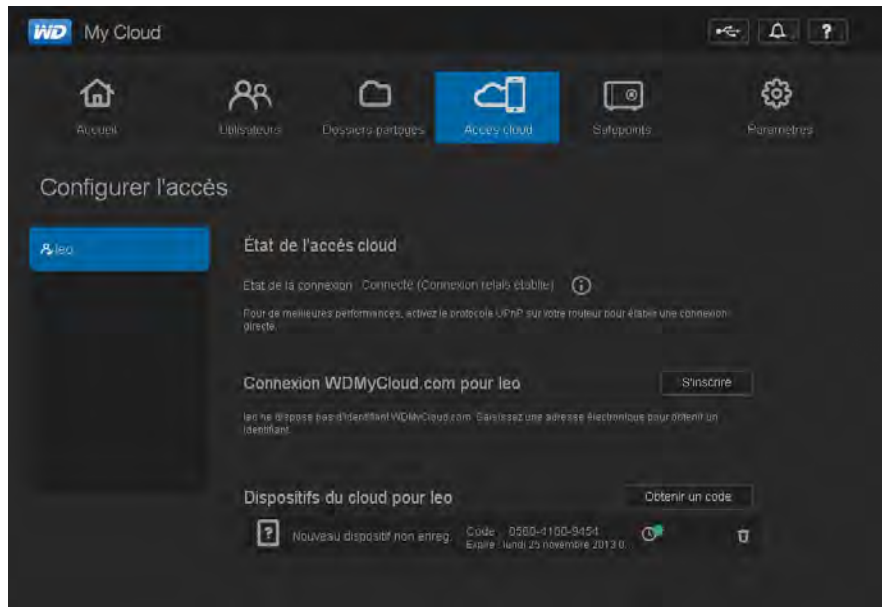 WD My Cloud
?
Accueil
Utilisateurs
Dossiers partagés
Accès cloud
Safepoints
Paramètres
Configurer l'accès
leo
État de l'accès cloud
État de la connexion Connecté (Connexion relais établie)
Pour de meilleures performances, activez le protocole UPnP sur votre routeur pour établir une connexion
directe.
Connexion WDMyCloud.com pour leo
S'inscrire
leo ne dispose pas d'identifiant WDMyCloud.com. Saisissez une adresse électronique pour obtenir un
identifiant.
Dispositifs du cloud pour leo
Obtenir un code
?
Nouveau dispositif non enreg.
Code : 0560-4160-9454
Expire : lundi 25 novembre 2013 0...